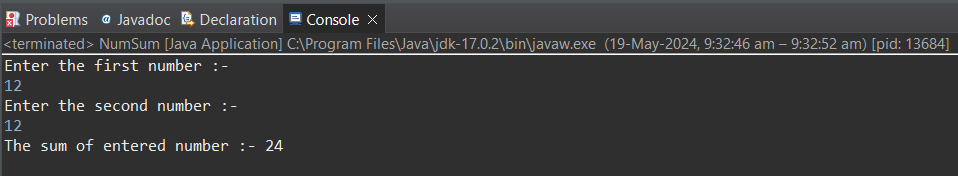 Problems @ Javadoc Declaration Console
<terminated> NumSum [Java Application] C:\Program Files\Java\jdk-17.0.2\bin\javaw.exe (19-May-2024, 9:32:46 am – 9:32:52 am) [pid: 13684]
Enter the first number :-
12
Enter the second number :-
12
The sum of entered number :- 24